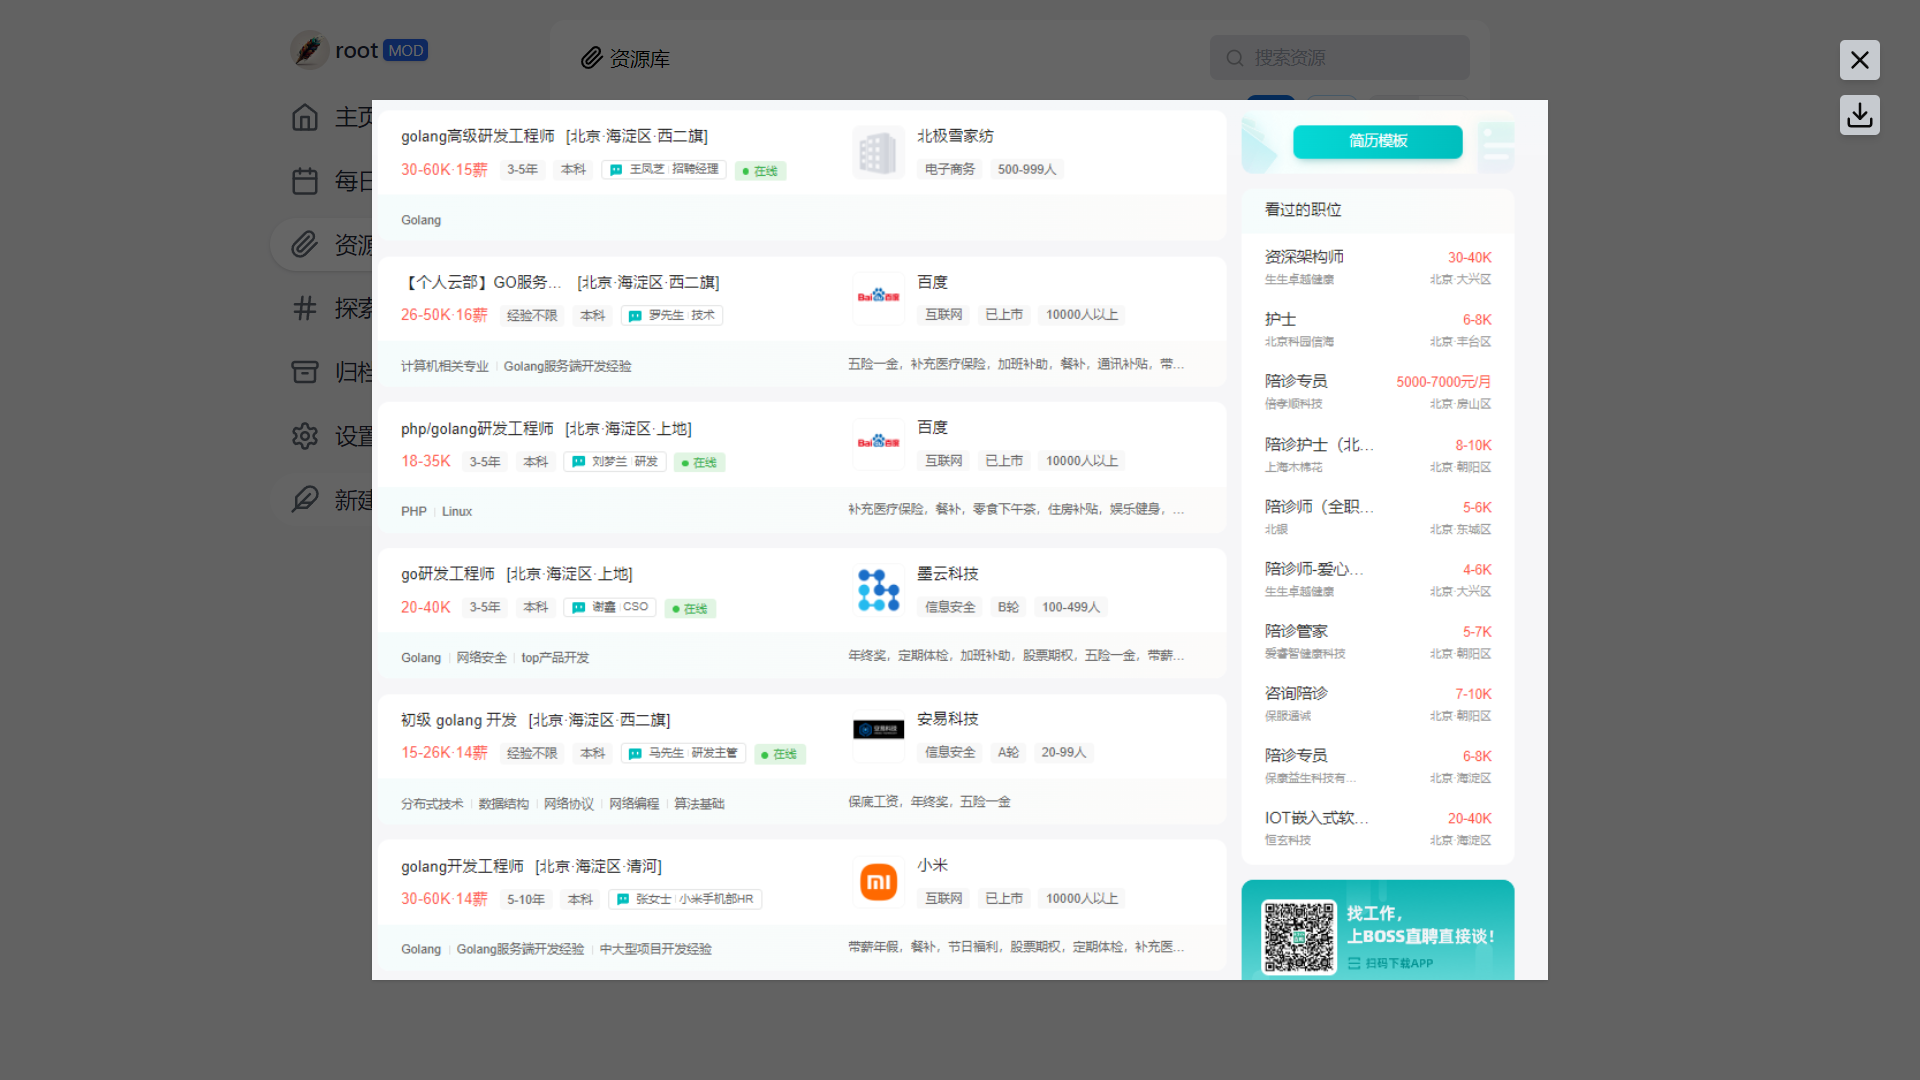 root MOD
主页
每日
资源
探索
归档
设置
新建
资源库
搜索资源
golang高级研发工程师 [北京·海淀区·西二旗]
30-60K·15薪 3-5年 本科 王凤芝 招聘经理 在线
北极雪家纺
电子商务 500-999人
Golang
【个人云部】GO服务... [北京·海淀区·西二旗]
26-50K·16薪 经验不限 本科 罗先生 技术
百度
互联网 已上市 10000人以上
计算机相关专业 Golang服务端开发经验
五险一金，补充医疗保险，加班补助，餐补，通讯补贴，带...
php/golang研发工程师 [北京·海淀区·上地]
18-35K 3-5年 本科 刘梦兰 研发 在线
百度
互联网 已上市 10000人以上
PHP Linux
补充医疗保险，餐补，零食下午茶，住房补贴，娱乐健身，...
go研发工程师 [北京·海淀区·上地]
20-40K 3-5年 本科 谢鑫 CSO 在线
墨云科技
信息安全 B轮 100-499人
Golang 网络安全 top产品开发
年终奖，定期体检，加班补助，股票期权，五险一金，带薪...
初级 golang 开发 [北京·海淀区·西二旗]
15-26K·14薪 经验不限 本科 马先生 研发主管 在线
安易科技
信息安全 A轮 20-99人
分布式技术 数据结构 网络协议 网络编程 算法基础
保底工资，年终奖，五险一金
golang开发工程师 [北京·海淀区·清河]
30-60K·14薪 5-10年 本科 张女士 小米手机部HR
小米
互联网 已上市 10000人以上
Golang Golang服务端开发经验 中大型项目开发经验
带薪年假，餐补，节日福利，股票期权，定期体检，补充医...
简历模板
看过的职位
资深架构师 30-40K
生生卓越健康 北京·大兴区
护士 6-8K
北京科园信海 北京·丰台区
陪诊专员 5000-7000元/月
倍孝顺科技 北京·房山区
陪诊护士（北... 8-10K
上海木棉花 北京·朝阳区
陪诊师（全职... 5-6K
北银 北京·东城区
陪诊师-爱心... 4-6K
生生卓越健康 北京·大兴区
陪诊管家 5-7K
爱睿智健康科技 北京·朝阳区
咨询陪诊 7-10K
保服通诚 北京·朝阳区
陪诊专员 6-8K
保康益生科技有... 北京·海淀区
IOT嵌入式软... 20-40K
恒玄科技 北京·海淀区
找工作，
上BOSS直聘直接谈！
扫码下载APP